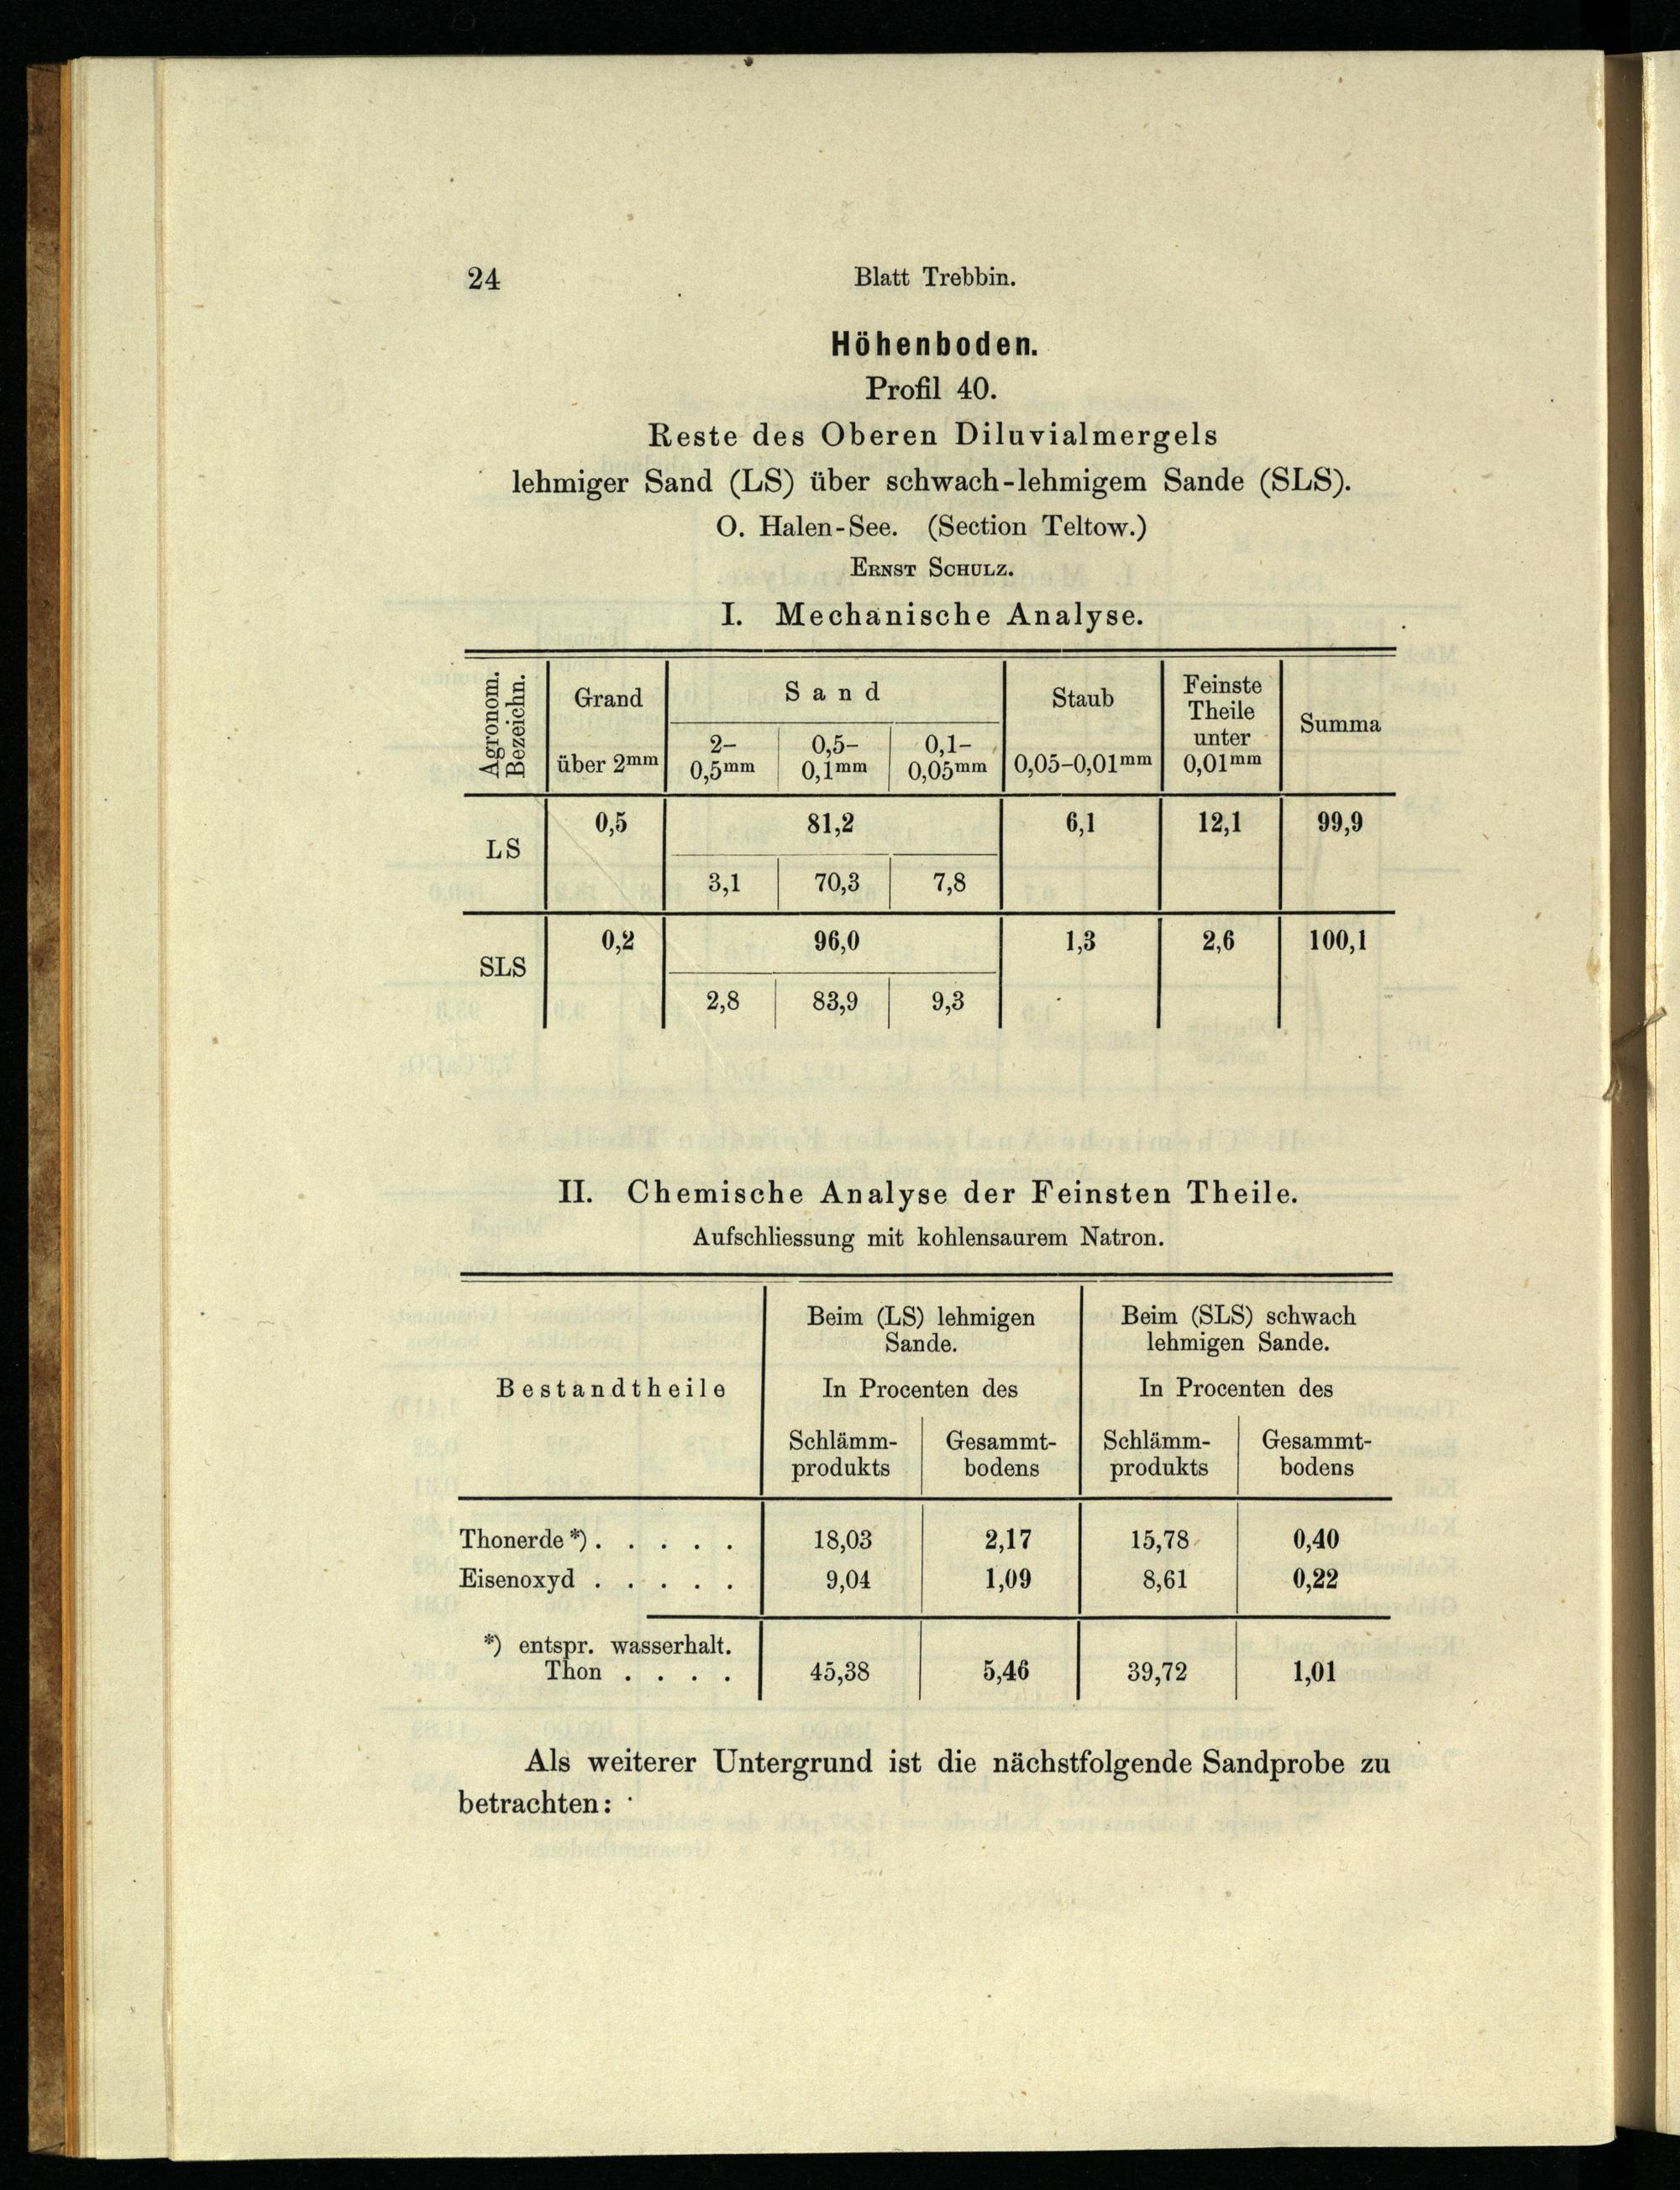 24
Blatt Trebbin.
Höhenboden.
Profil 40.
Reste des Oberen Diluvialmergels
lehmiger Sand (LS) über schwach-lehmigem Sande (SLS).
O. Halen-See. (Section Teltow.)
Ernst Schulz.
I. Mechanische Analyse.
Agronom. Bezeichn. | Grand über 2mm | Sand | Staub 0,05-0,01mm | Feinste Theile unter 0,01mm | Summa
2-0,5mm | 0,5-0,1mm | 0,1-0,05mm
LS | 0,5 | 81,2 | 6,1 | 12,1 | 99,9
3,1 | 70,3 | 7,8
SLS | 0,2 | 96,0 | 1,3 | 2,6 | 100,1
2,8 | 83,9 | 9,3
II. Chemische Analyse der Feinsten Theile.
Aufschliessung mit kohlensaurem Natron.
Bestandtheile | Beim (LS) lehmigen Sande. | Beim (SLS) schwach lehmigen Sande.
In Procenten des | In Procenten des
Schlämm-produkts | Gesammt-bodens | Schlämm-produkts | Gesammt-bodens
Thonerde *) . . . . . | 18,03 | 2,17 | 15,78 | 0,40
Eisenoxyd . . . . . | 9,04 | 1,09 | 8,61 | 0,22
*) entspr. wasserhalt.
Thon . . . . | 45,38 | 5,46 | 39,72 | 1,01
Als weiterer Untergrund ist die nächstfolgende Sandprobe zu
betrachten: